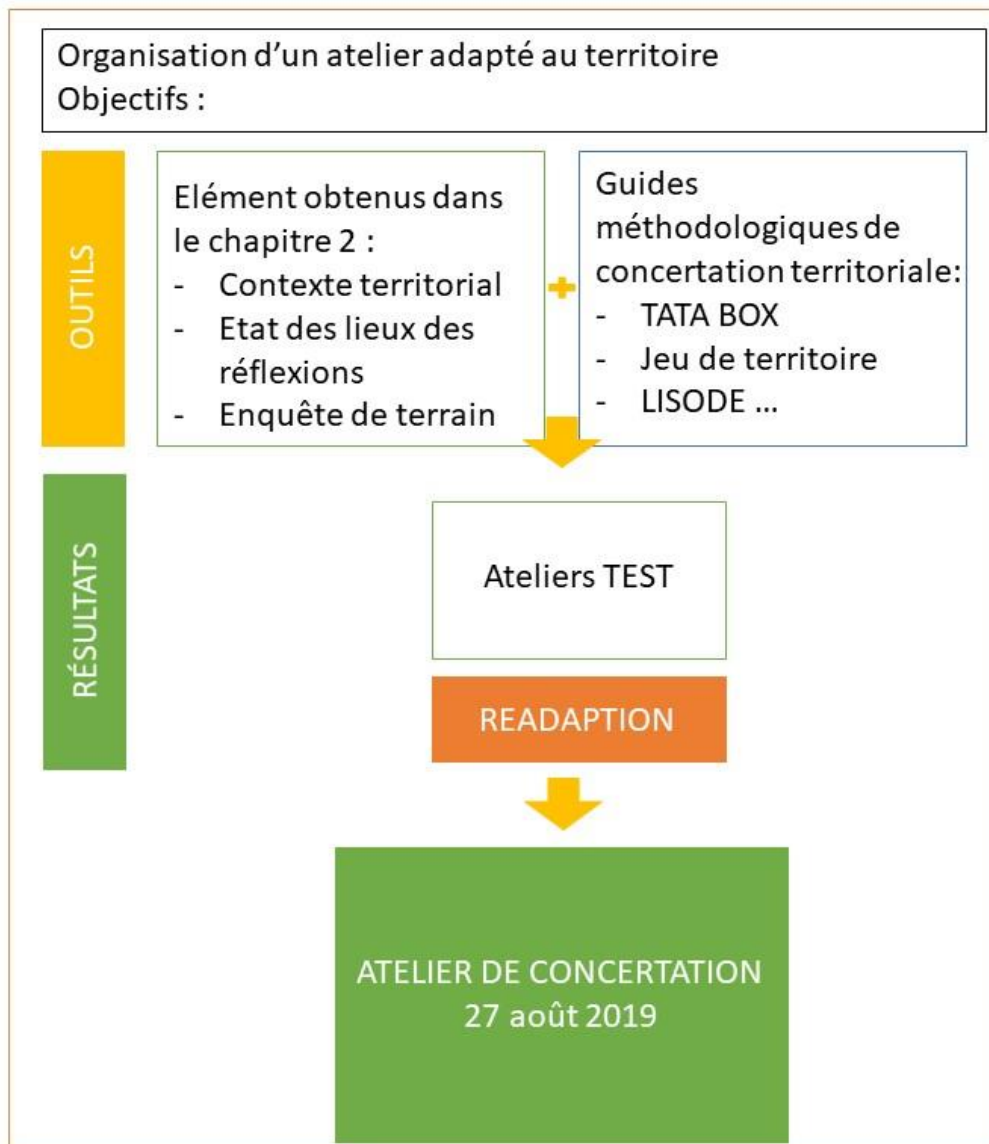 Organisation d’un atelier adapté au territoire
Objectifs :
OUTILS
Elément obtenus dans
le chapitre 2 :
- Contexte territorial
- Etat des lieux des
réflexions
- Enquête de terrain
+
Guides
méthodologiques de
concertation territoriale:
- TATA BOX
- Jeu de territoire
- LISODE ...
RÉSULTATS
Ateliers TEST
READAPTION
ATELIER DE CONCERTATION
27 août 2019